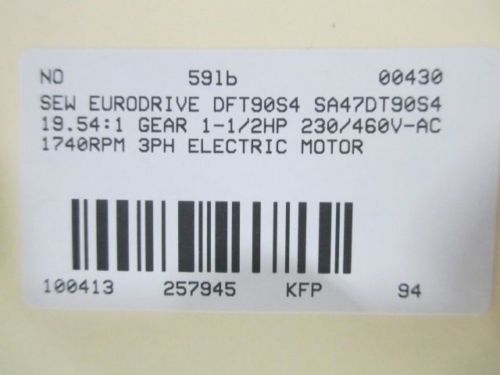 NO 59lb 00430
SEW EURODRIVE DFT90S4 SA47DT90S4
19.54:1 GEAR 1-1/2HP 230/460V-AC
1740RPM 3PH ELECTRIC MOTOR
100413 257945 KFP 94